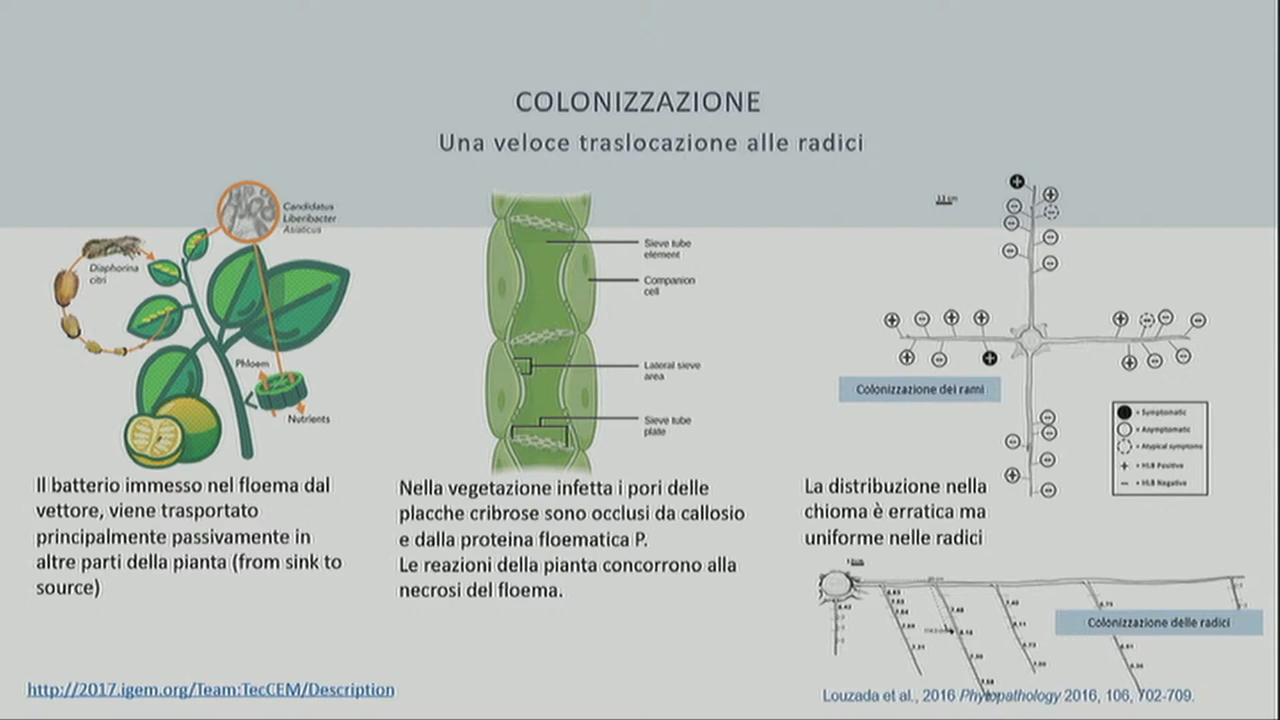 COLONIZZAZIONE
Una veloce traslocazione alle radici
Candidatus
Liberibacter
Asiaticus
Diaphorina
citri
Phloem
Nutrients
Il batterio immesso nel floema dal
vettore, viene trasportato
principalmente passivamente in
altre parti della pianta (from sink to
source)
http://2017.igem.org/Team:TecCEM/Description
Sieve tube
element
Companion
cell
Lateral sieve
area
Sieve tube
plate
Nella vegetazione infetta i pori delle
placche cribrose sono occlusi da callosio
e dalla proteina floematica P.
Le reazioni della pianta concorrono alla
necrosi del floema.
Colonizzazione dei rami
= Symptomatic
= Asymptomatic
= Atypical symptoms
+ = HLB Positive
− = HLB Negative
La distribuzione nella
chioma è erratica ma
uniforme nelle radici
Colonizzazione delle radici
Louzada et al., 2016 Phytopathology 2016, 106, 702-709.